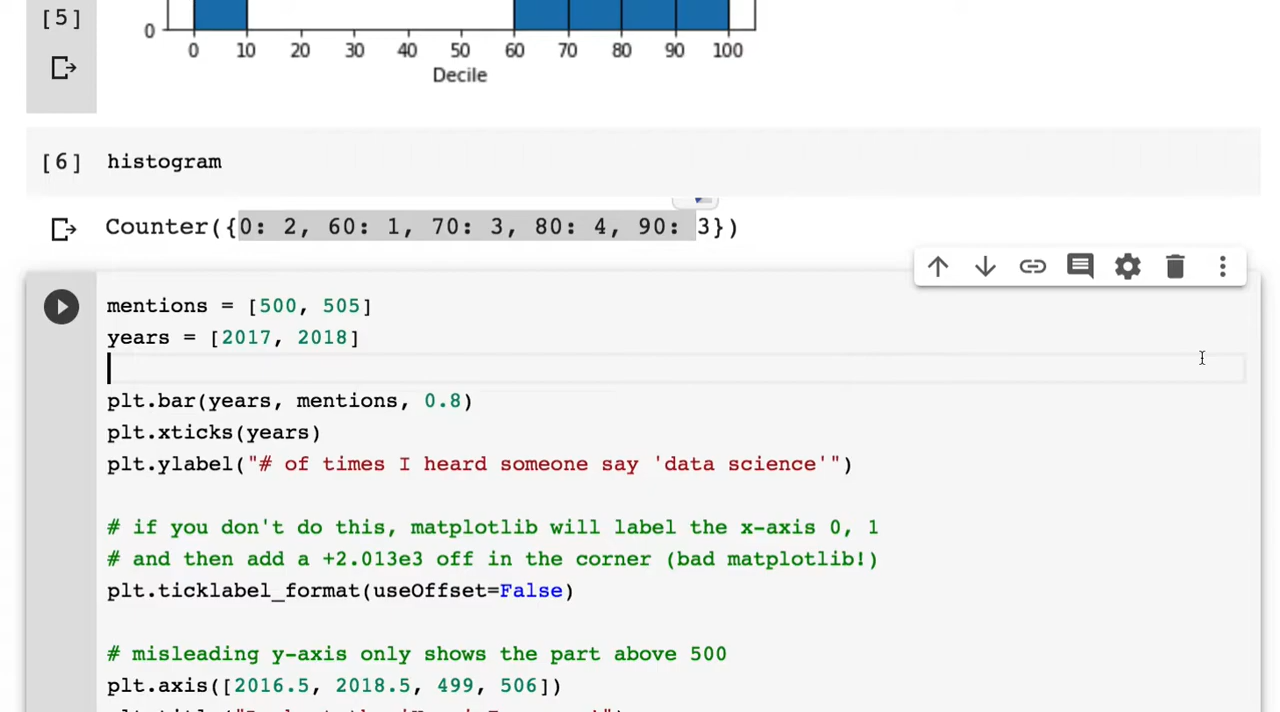 [5]
0
0 10 20 30 40 50 60 70 80 90 100
Decile
[6] histogram
Counter({0: 2, 60: 1, 70: 3, 80: 4, 90: 3})
mentions = [500, 505]
years = [2017, 2018]
plt.bar(years, mentions, 0.8)
plt.xticks(years)
plt.ylabel("# of times I heard someone say 'data science'")
# if you don't do this, matplotlib will label the x-axis 0, 1
# and then add a +2.013e3 off in the corner (bad matplotlib!)
plt.ticklabel_format(useOffset=False)
# misleading y-axis only shows the part above 500
plt.axis([2016.5, 2018.5, 499, 506])